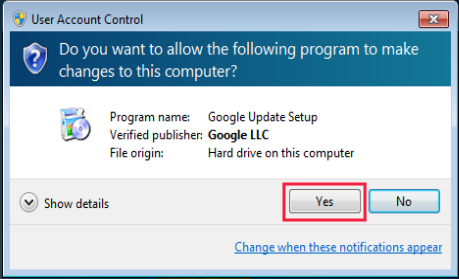 User Account Control
Do you want to allow the following program to make
changes to this computer?
Program name: Google Update Setup
Verified publisher: Google LLC
File origin: Hard drive on this computer
Show details
Yes
No
Change when these notifications appear